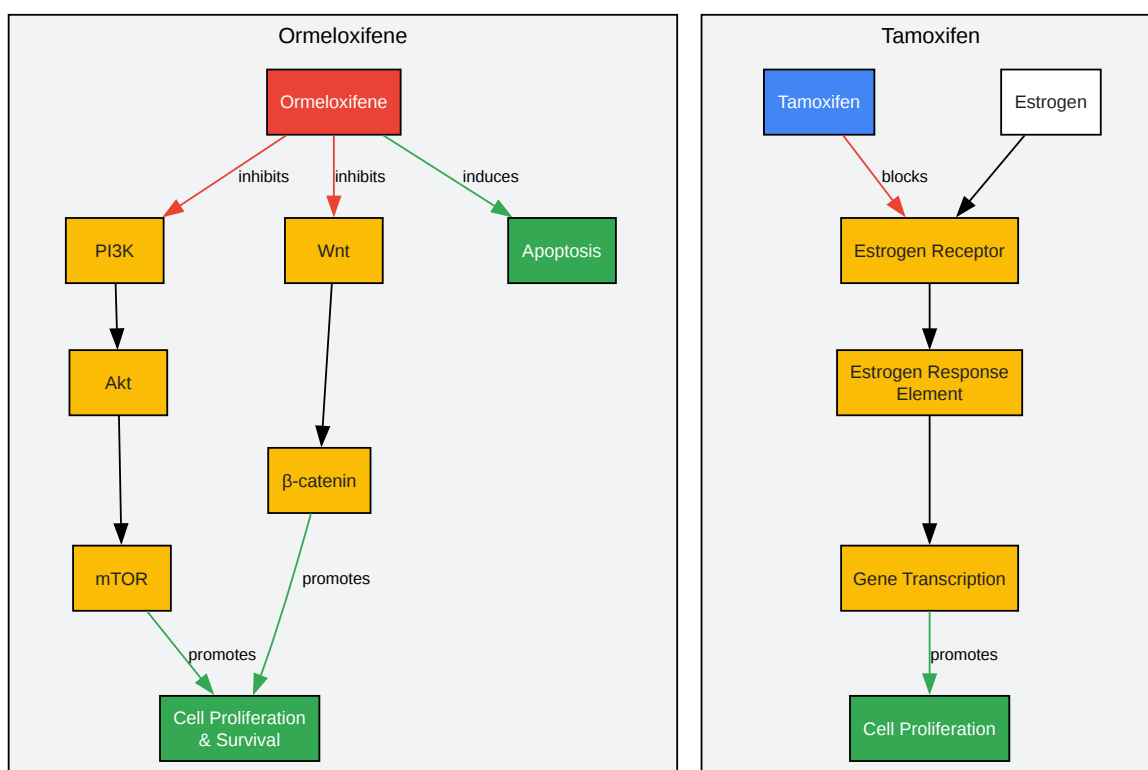 Ormeloxifene
Ormeloxifene
inhibits
inhibits
induces
PI3K
Wnt
Apoptosis
Akt
β-catenin
mTOR
promotes
promotes
Cell Proliferation
& Survival
Tamoxifen
Tamoxifen
Estrogen
blocks
Estrogen Receptor
Estrogen Response
Element
Gene Transcription
promotes
Cell Proliferation